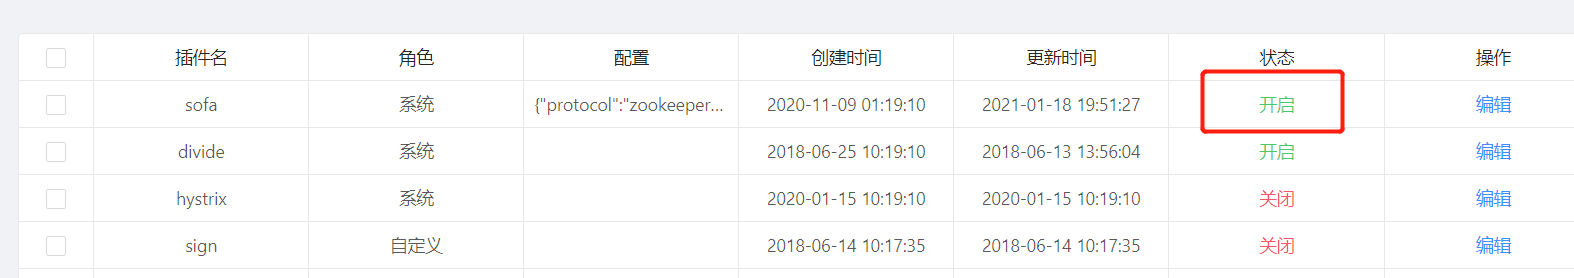 插件名 角色 配置 创建时间 更新时间 状态 操作
sofa 系统 {"protocol":"zookeeper... 2020-11-09 01:19:10 2021-01-18 19:51:27 开启 编辑
divide 系统 2018-06-25 10:19:10 2018-06-13 13:56:04 开启 编辑
hystrix 系统 2020-01-15 10:19:10 2020-01-15 10:19:10 关闭 编辑
sign 自定义 2018-06-14 10:17:35 2018-06-14 10:17:35 关闭 编辑